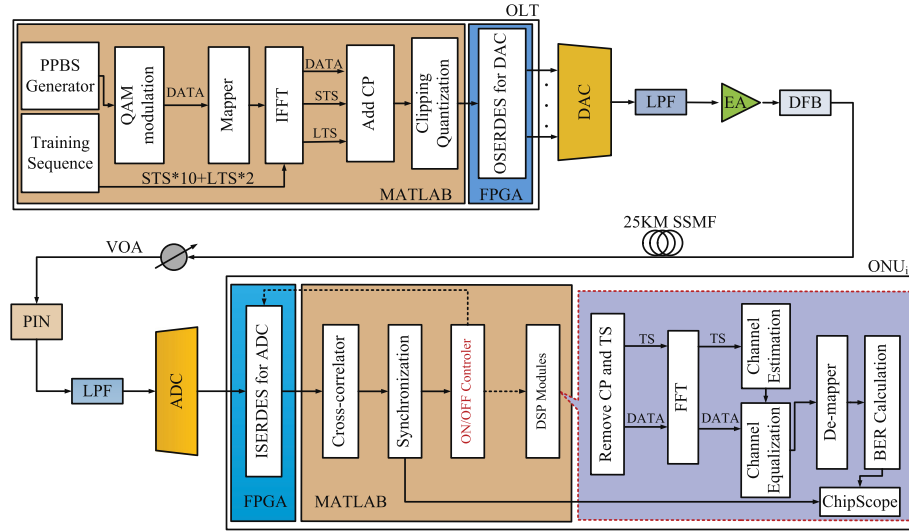 OLT
PPBS
Generator
Training
Sequence
QAM
modulation
DATA
Mapper
IFFT
DATA
STS
LTS
Add CP
Clipping
Quantization
STS*10+LTS*2
MATLAB
OSERDES for DAC
FPGA
DAC
LPF
EA
DFB
25KM SSMF
VOA
PIN
LPF
ADC
ONUi
ISERDES for ADC
FPGA
Cross-correlator
Synchronization
ON/OFF Controler
DSP Modules
MATLAB
Remove CP and TS
TS
DATA
FFT
TS
DATA
Channel
Estimation
Channel
Equalization
De-mapper
BER Calculation
ChipScope